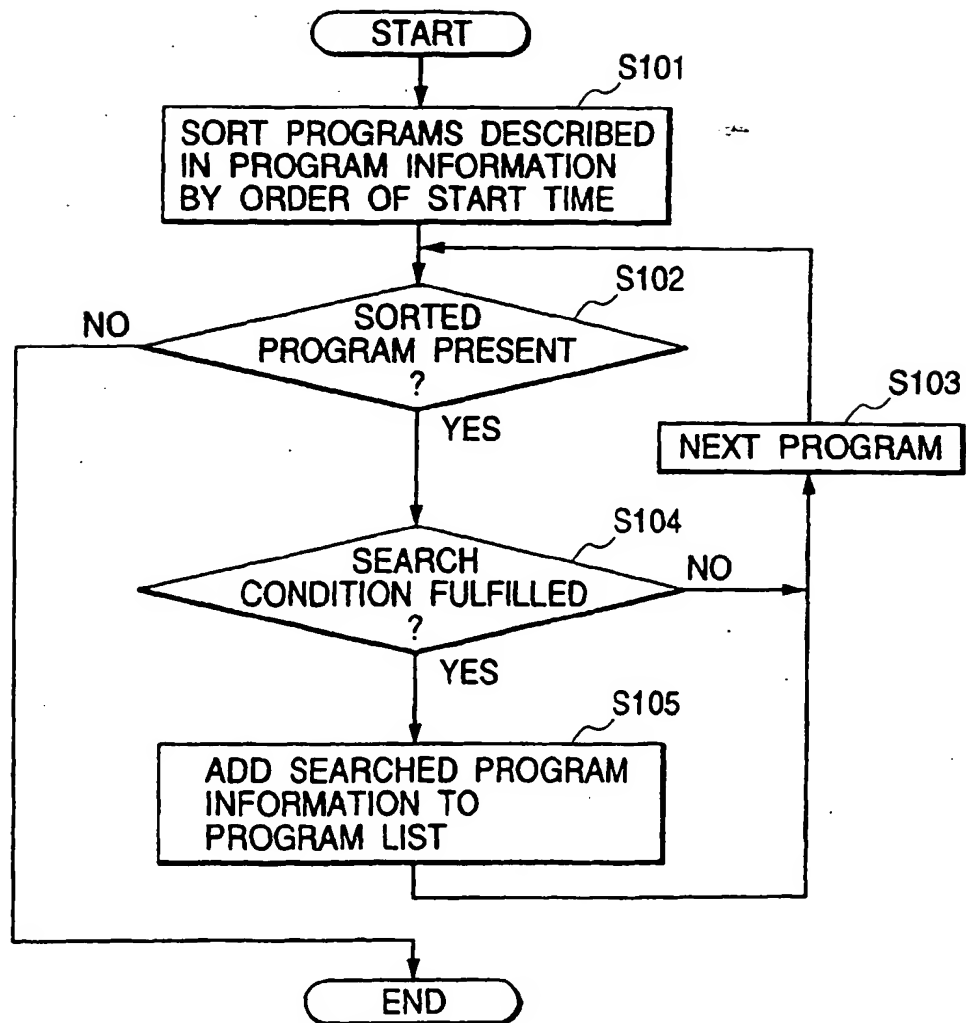 START
S101
SORT PROGRAMS DESCRIBED
IN PROGRAM INFORMATION
BY ORDER OF START TIME
S102
NO
SORTED
PROGRAM PRESENT
?
YES
S103
NEXT PROGRAM
S104
SEARCH
CONDITION FULFILLED
?
NO
YES
S105
ADD SEARCHED PROGRAM
INFORMATION TO
PROGRAM LIST
END